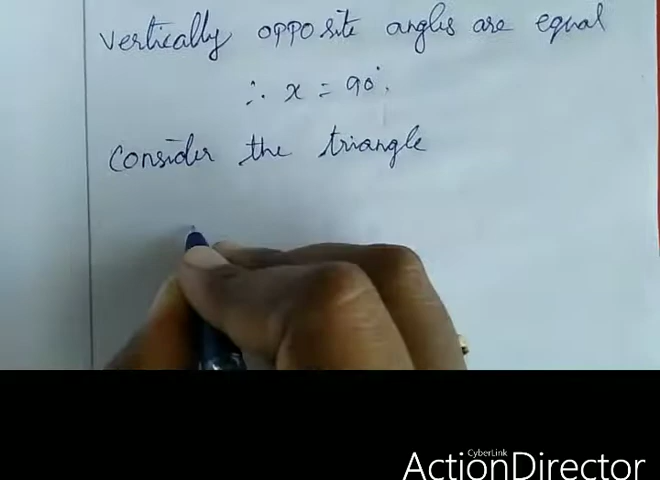 vertically opposite angles are equal
∴ x = 90°.
Consider the triangle
CyberLink
ActionDirector